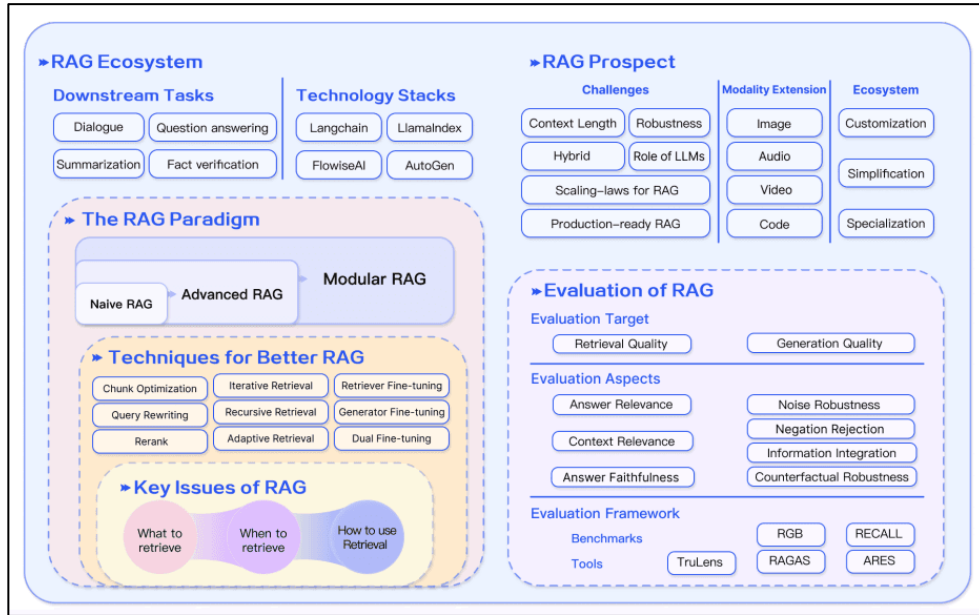 RAG Ecosystem
Downstream Tasks
Dialogue
Question answering
Summarization
Fact verification
Technology Stacks
Langchain
LlamaIndex
FlowiseAI
AutoGen
The RAG Paradigm
Naive RAG
Advanced RAG
Modular RAG
Techniques for Better RAG
Chunk Optimization
Iterative Retrieval
Retriever Fine-tuning
Query Rewriting
Recursive Retrieval
Generator Fine-tuning
Rerank
Adaptive Retrieval
Dual Fine-tuning
Key Issues of RAG
What to
retrieve
When to
retrieve
How to use
Retrieval
RAG Prospect
Challenges
Context Length
Robustness
Hybrid
Role of LLMs
Scaling-laws for RAG
Production-ready RAG
Modality Extension
Image
Audio
Video
Code
Ecosystem
Customization
Simplification
Specialization
Evaluation of RAG
Evaluation Target
Retrieval Quality
Generation Quality
Evaluation Aspects
Answer Relevance
Context Relevance
Answer Faithfulness
Noise Robustness
Negation Rejection
Information Integration
Counterfactual Robustness
Evaluation Framework
Benchmarks
RGB
RECALL
Tools
TruLens
RAGAS
ARES